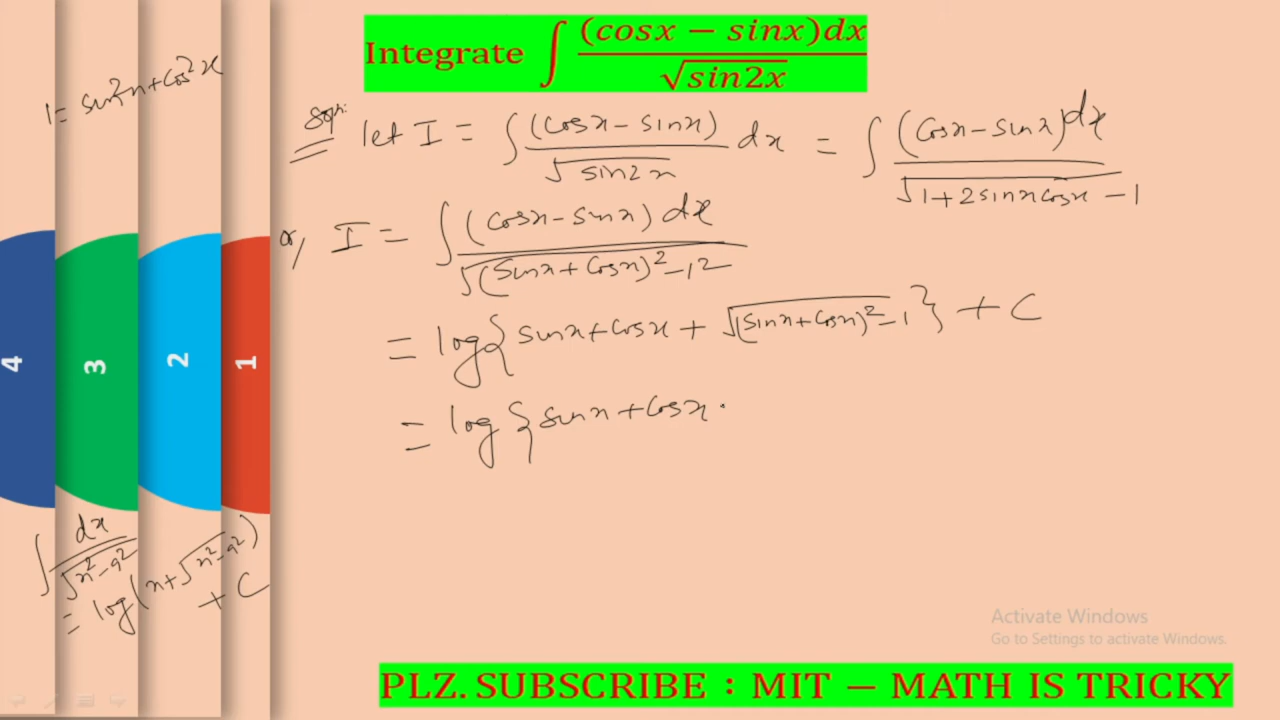 Integrate ∫ (cosx − sinx)dx / √sin2x
1 = sin²x + cos²x
Soln: let I = ∫ (cosx − sinx) / √sin2x dx = ∫ (cosx − sinx)dx / √1 + 2sinxcosx − 1
or, I = ∫ (cosx − sinx) dx / √(sinx + cosx)² − 1²
= log{sinx + cosx + √(sinx + cosx)² − 1} + C
= log{sinx + cosx
4 3 2 1
∫ dx / √x² − a²
= log(x + √x² − a²)
+ C
Activate Windows
Go to Settings to activate Windows.
PLZ. SUBSCRIBE : MIT − MATH IS TRICKY